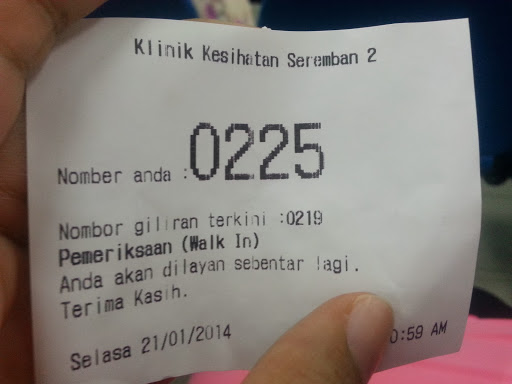 Klinik Kesihatan Seremban 2
Nomber anda :0225
Nombor giliran terkini :0219
Pemeriksaan (Walk In)
Anda akan dilayan sebentar lagi.
Terima Kasih.
Selasa 21/01/2014 0:59 AM